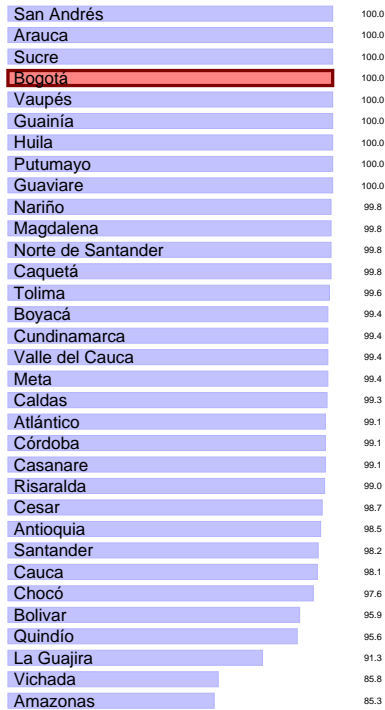 San Andrés 100.0
Arauca 100.0
Sucre 100.0
Bogotá 100.0
Vaupés 100.0
Guainía 100.0
Huila 100.0
Putumayo 100.0
Guaviare 100.0
Nariño 99.8
Magdalena 99.8
Norte de Santander 99.8
Caquetá 99.8
Tolima 99.6
Boyacá 99.4
Cundinamarca 99.4
Valle del Cauca 99.4
Meta 99.4
Caldas 99.3
Atlántico 99.1
Córdoba 99.1
Casanare 99.1
Risaralda 99.0
Cesar 98.7
Antioquia 98.5
Santander 98.2
Cauca 98.1
Chocó 97.6
Bolivar 95.9
Quindío 95.6
La Guajira 91.3
Vichada 85.8
Amazonas 85.3